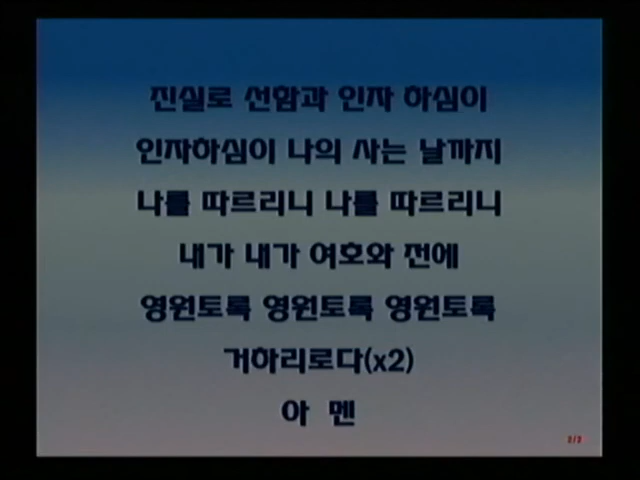 진실로 선함과 인자 하심이
인자하심이 나의 사는 날까지
나를 따르리니 나를 따르리니
내가 내가 여호와 전에
영원토록 영원토록 영원토록
거하리로다(x2)
아 멘
2/2